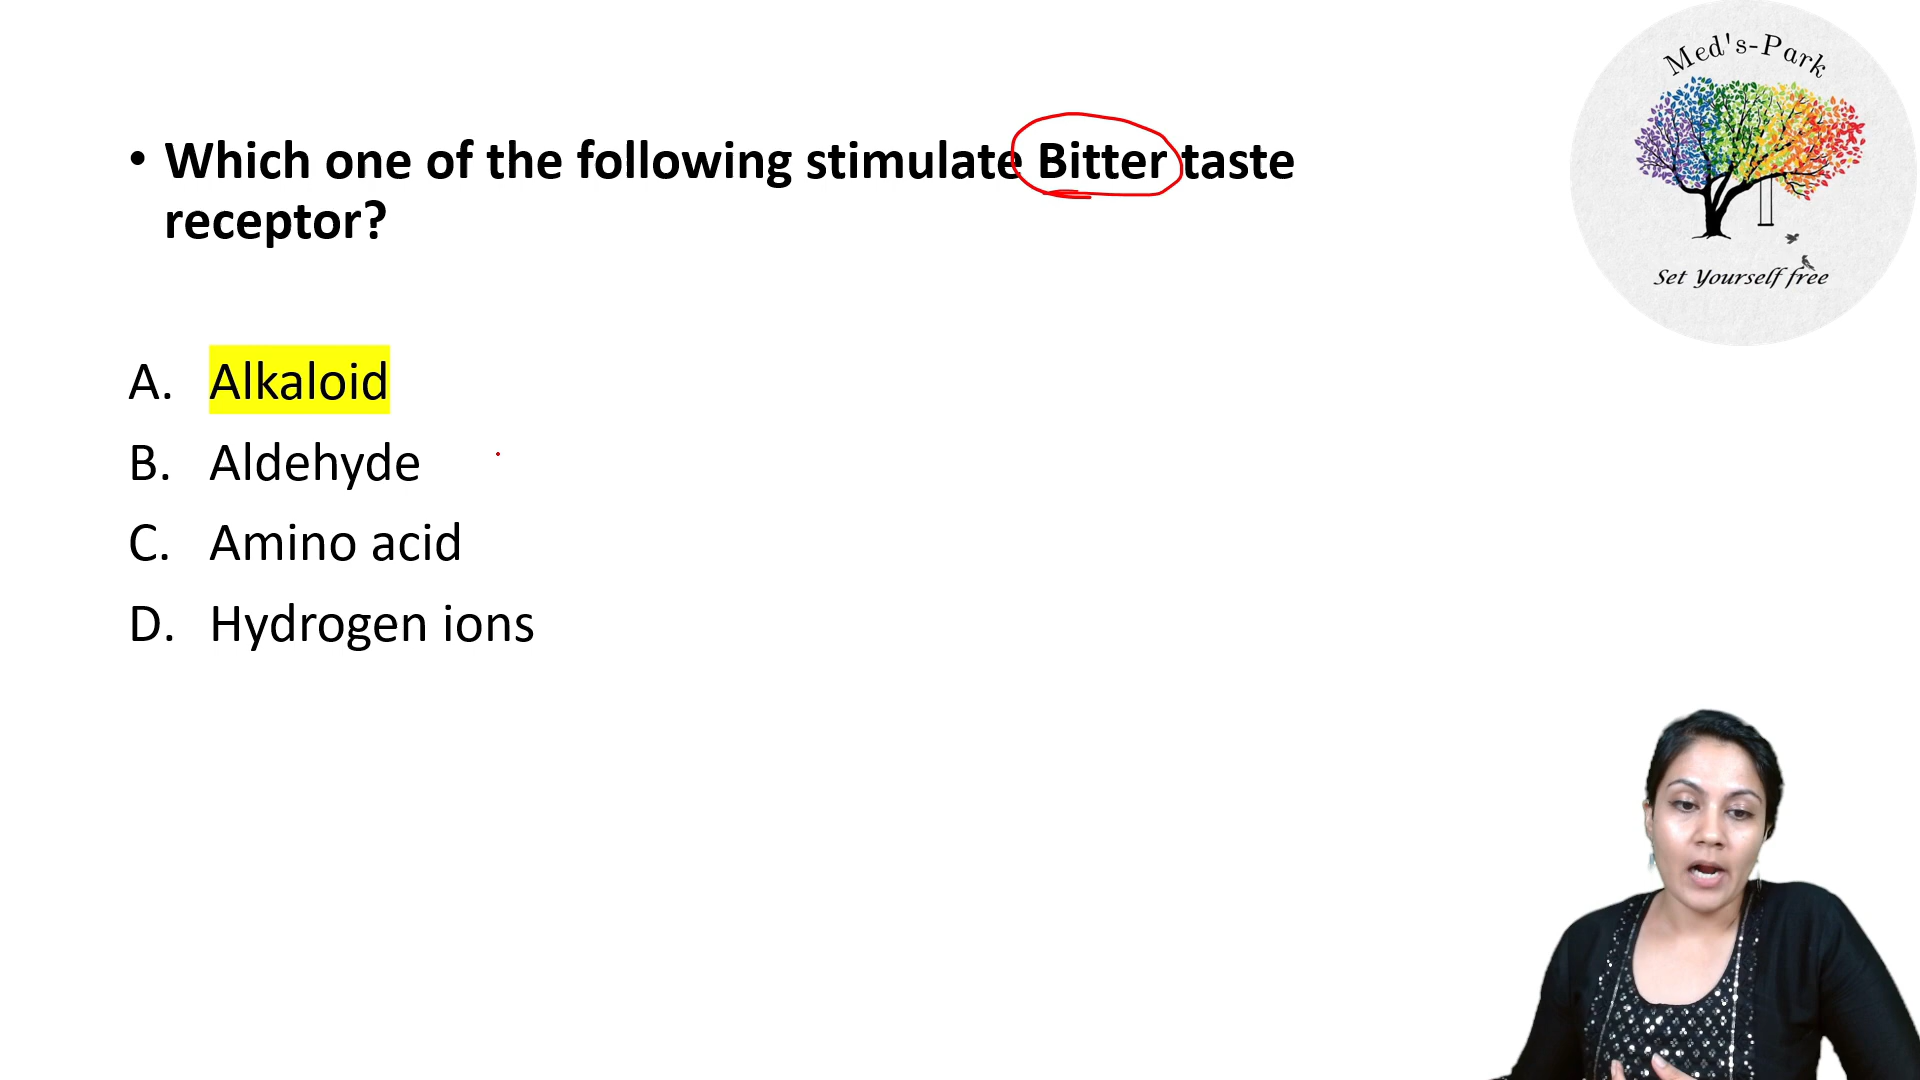 Med's-Park
• Which one of the following stimulate Bitter taste
receptor?
A. Alkaloid
B. Aldehyde
C. Amino acid
D. Hydrogen ions
Set Yourself free